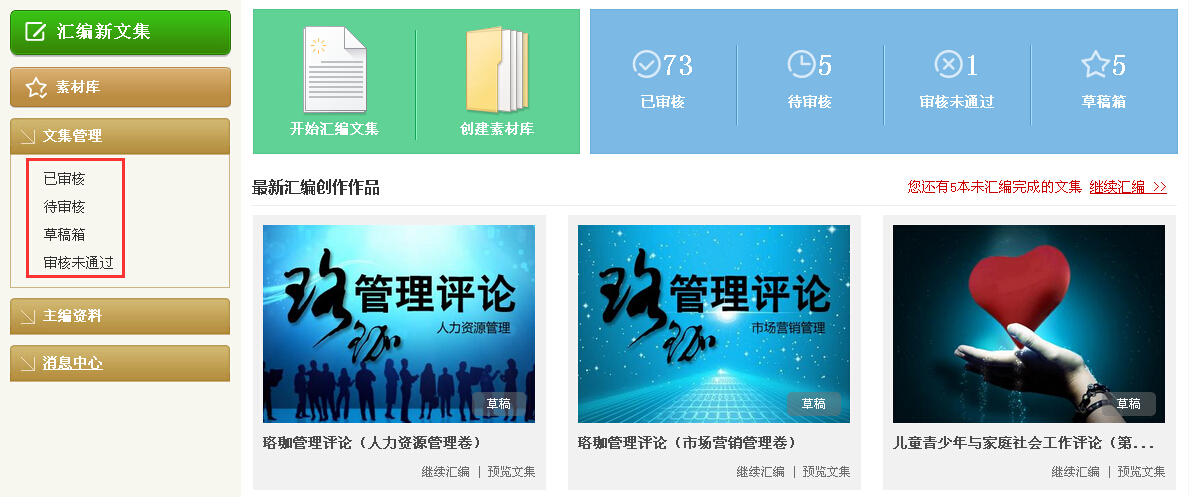 汇编新文集
素材库
文集管理
已审核
待审核
草稿箱
审核未通过
主编资料
消息中心
开始汇编文集
创建素材库
73
已审核
5
待审核
1
审核未通过
5
草稿箱
最新汇编创作作品
您还有5本未汇编完成的文集 继续汇编 >>
珞珈管理评论
人力资源管理
草稿
珞珈管理评论（人力资源管理卷）
继续汇编 | 预览文集
珞珈管理评论
市场营销管理
草稿
珞珈管理评论（市场营销管理卷）
继续汇编 | 预览文集
草稿
儿童青少年与家庭社会工作评论（第...
继续汇编 | 预览文集